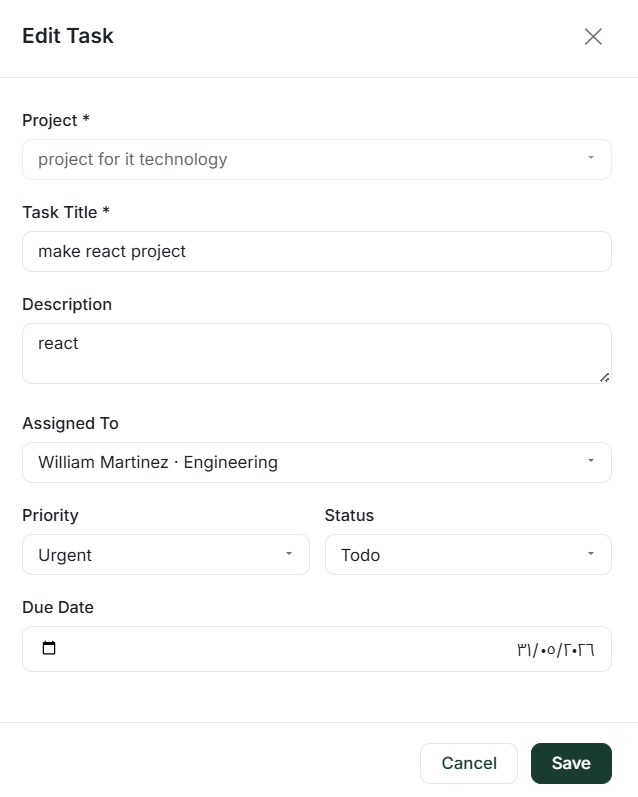 Edit Task
Project *
project for it technology
Task Title *
make react project
Description
react
Assigned To
William Martinez · Engineering
Priority
Status
Urgent
Todo
Due Date
٣١/٠٥/٢٠٢٦
Cancel
Save